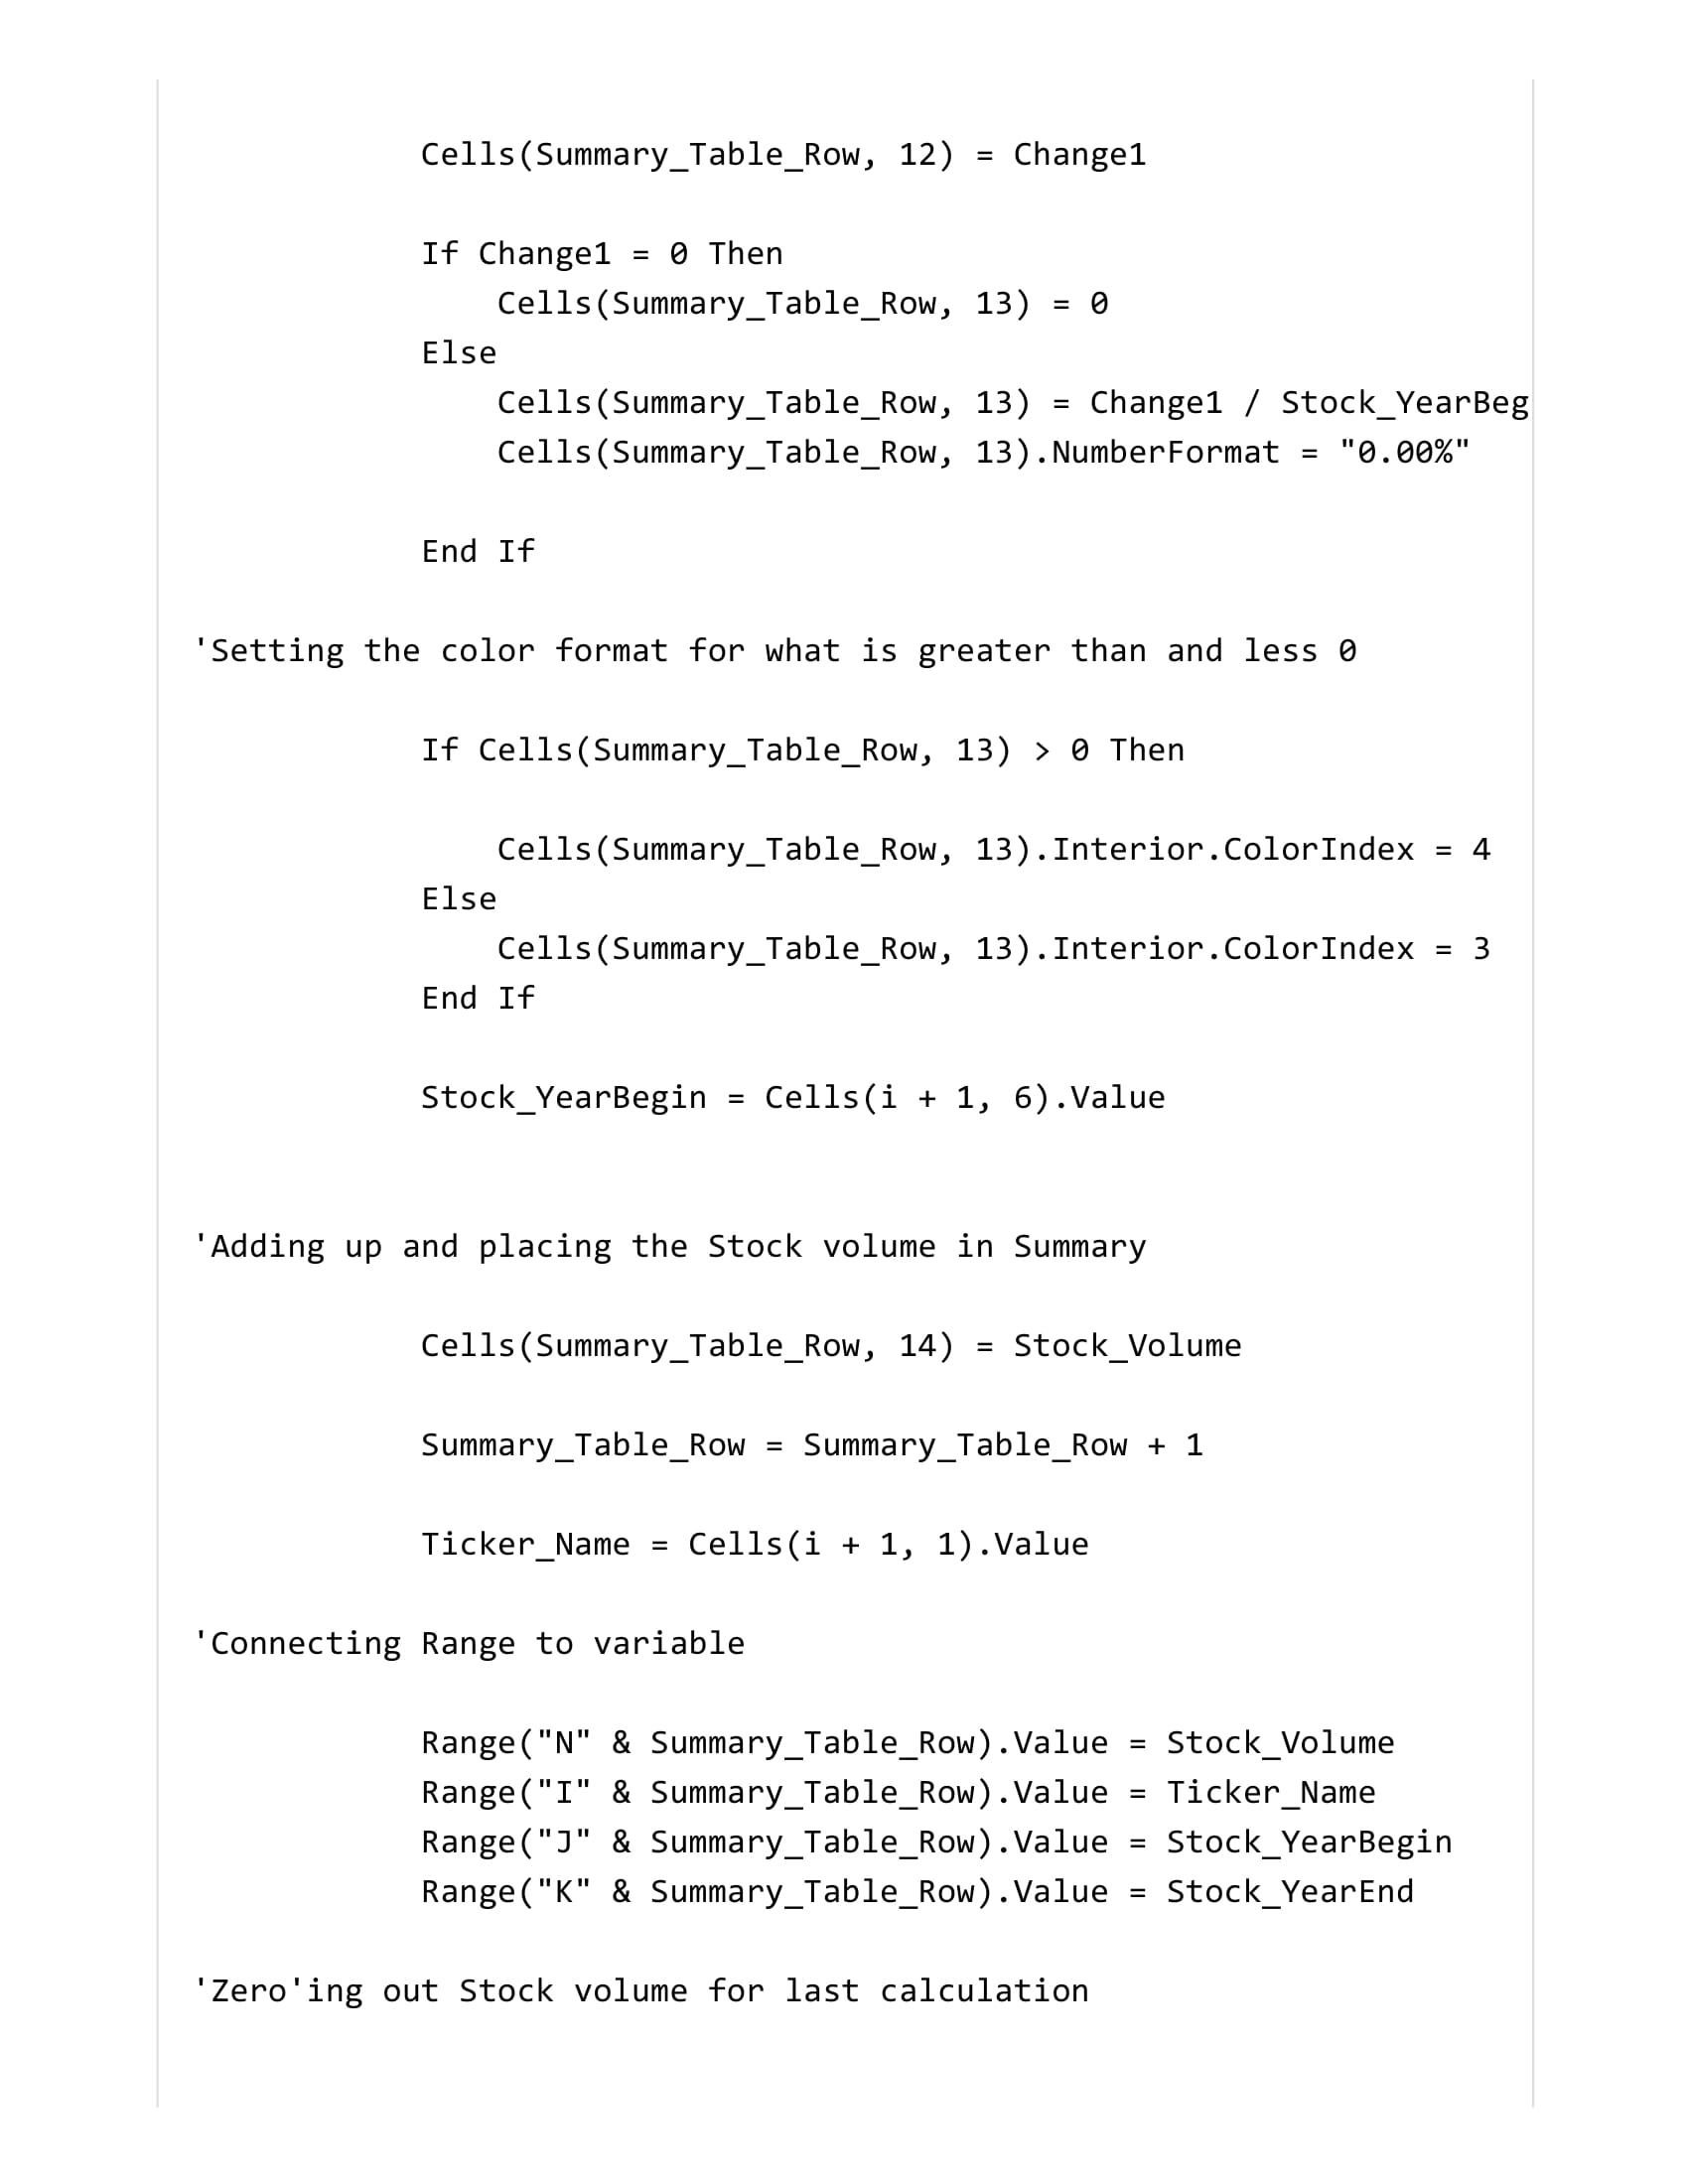 Cells(Summary_Table_Row, 12) = Change1
If Change1 = 0 Then
Cells(Summary_Table_Row, 13) = 0
Else
Cells(Summary_Table_Row, 13) = Change1 / Stock_YearBeg
Cells(Summary_Table_Row, 13).NumberFormat = "0.00%"
End If
'Setting the color format for what is greater than and less 0
If Cells(Summary_Table_Row, 13) > 0 Then
Cells(Summary_Table_Row, 13).Interior.ColorIndex = 4
Else
Cells(Summary_Table_Row, 13).Interior.ColorIndex = 3
End If
Stock_YearBegin = Cells(i + 1, 6).Value
'Adding up and placing the Stock volume in Summary
Cells(Summary_Table_Row, 14) = Stock_Volume
Summary_Table_Row = Summary_Table_Row + 1
Ticker_Name = Cells(i + 1, 1).Value
'Connecting Range to variable
Range("N" & Summary_Table_Row).Value = Stock_Volume
Range("I" & Summary_Table_Row).Value = Ticker_Name
Range("J" & Summary_Table_Row).Value = Stock_YearBegin
Range("K" & Summary_Table_Row).Value = Stock_YearEnd
'Zero'ing out Stock volume for last calculation